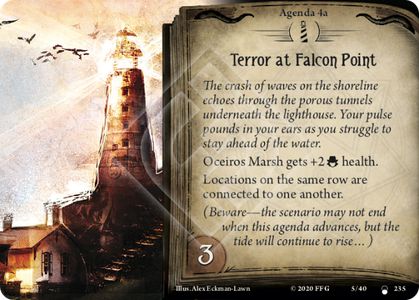 Agenda 4a
Terror at Falcon Point
The crash of waves on the shoreline
echoes through the porous tunnels
underneath the lighthouse. Your pulse
pounds in your ears as you struggle to
stay ahead of the water.
Oceiros Marsh gets +2 health.
Locations on the same row are
connected to one another.
(Beware—the scenario may not end
when this agenda advances, but the
tide will continue to rise…)
3
Illus. Alex Eckman-Lawn
© 2020 FFG
5/40
235